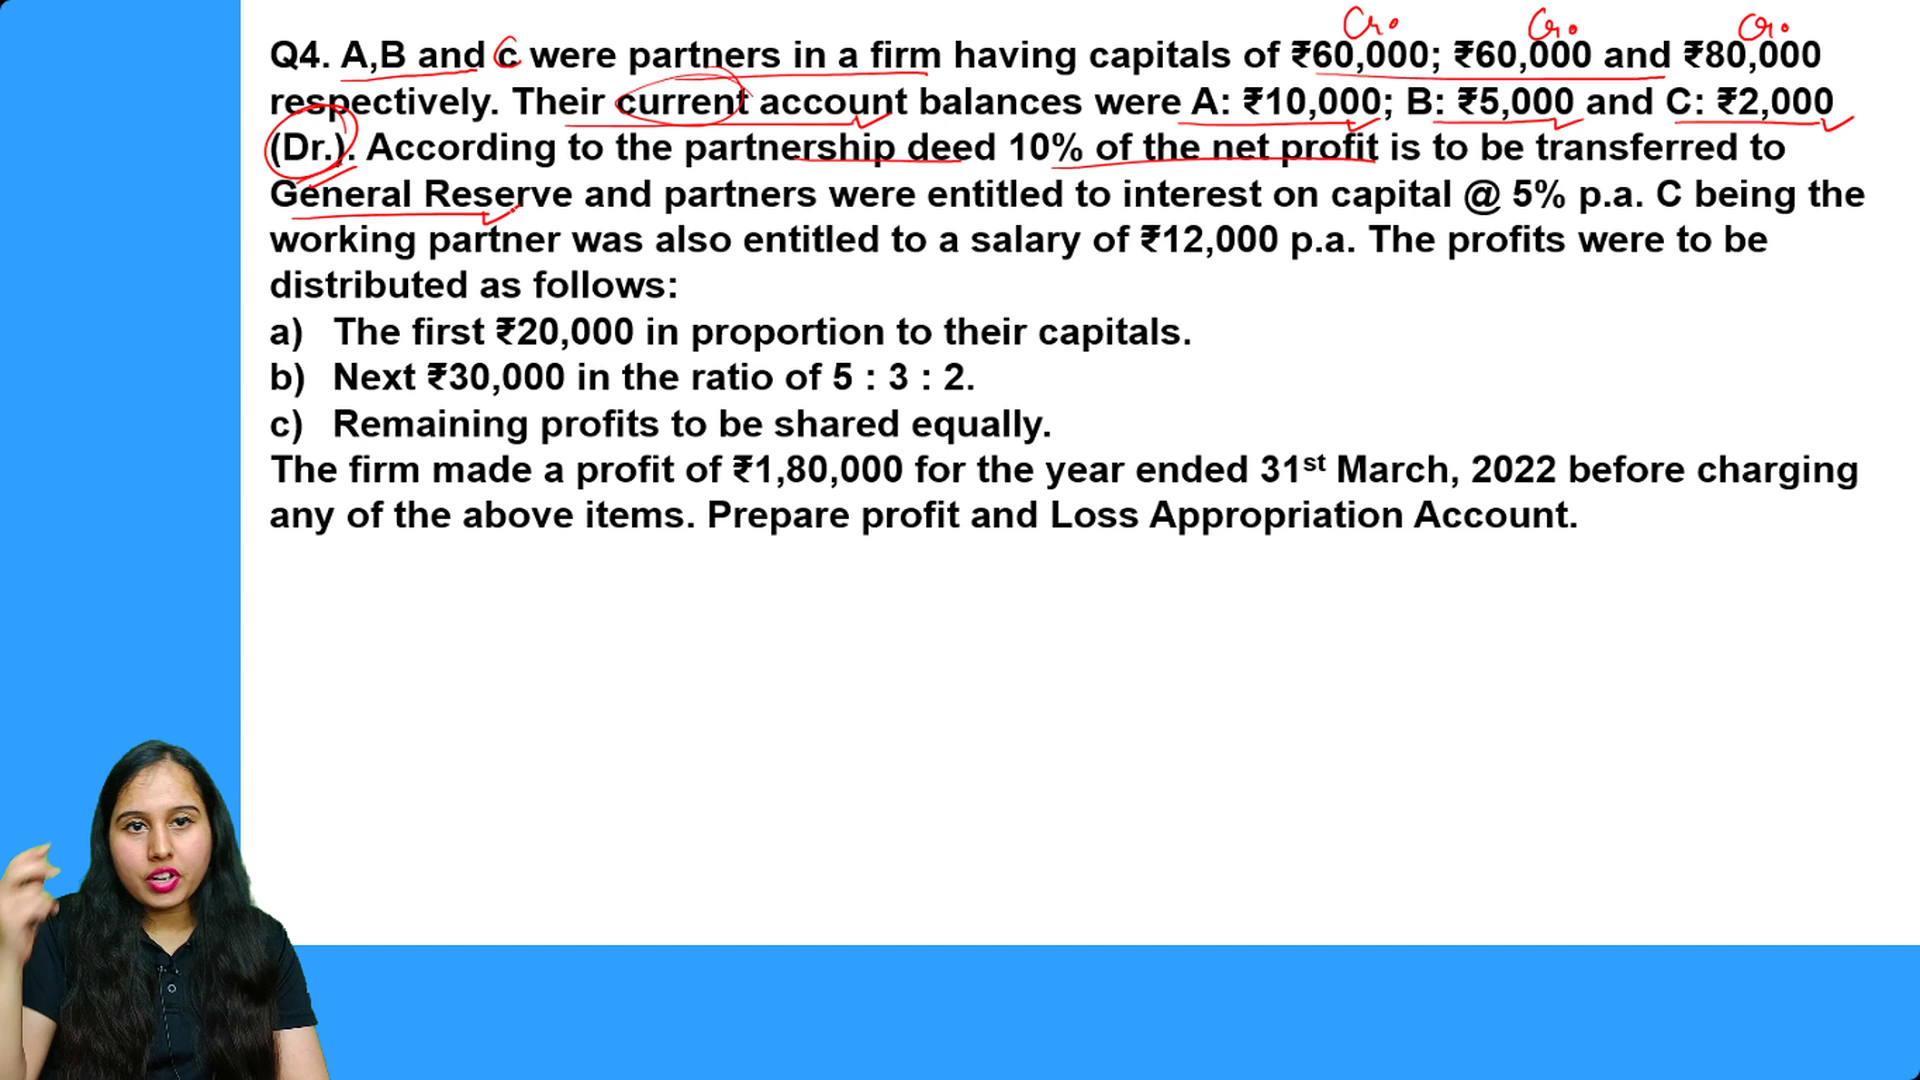 Cr. Cr. Cr.
Q4. A,B and c were partners in a firm having capitals of ₹60,000; ₹60,000 and ₹80,000
respectively. Their current account balances were A: ₹10,000; B: ₹5,000 and C: ₹2,000
(Dr.). According to the partnership deed 10% of the net profit is to be transferred to
General Reserve and partners were entitled to interest on capital @ 5% p.a. C being the
working partner was also entitled to a salary of ₹12,000 p.a. The profits were to be
distributed as follows:
a) The first ₹20,000 in proportion to their capitals.
b) Next ₹30,000 in the ratio of 5 : 3 : 2.
c) Remaining profits to be shared equally.
The firm made a profit of ₹1,80,000 for the year ended 31st March, 2022 before charging
any of the above items. Prepare profit and Loss Appropriation Account.